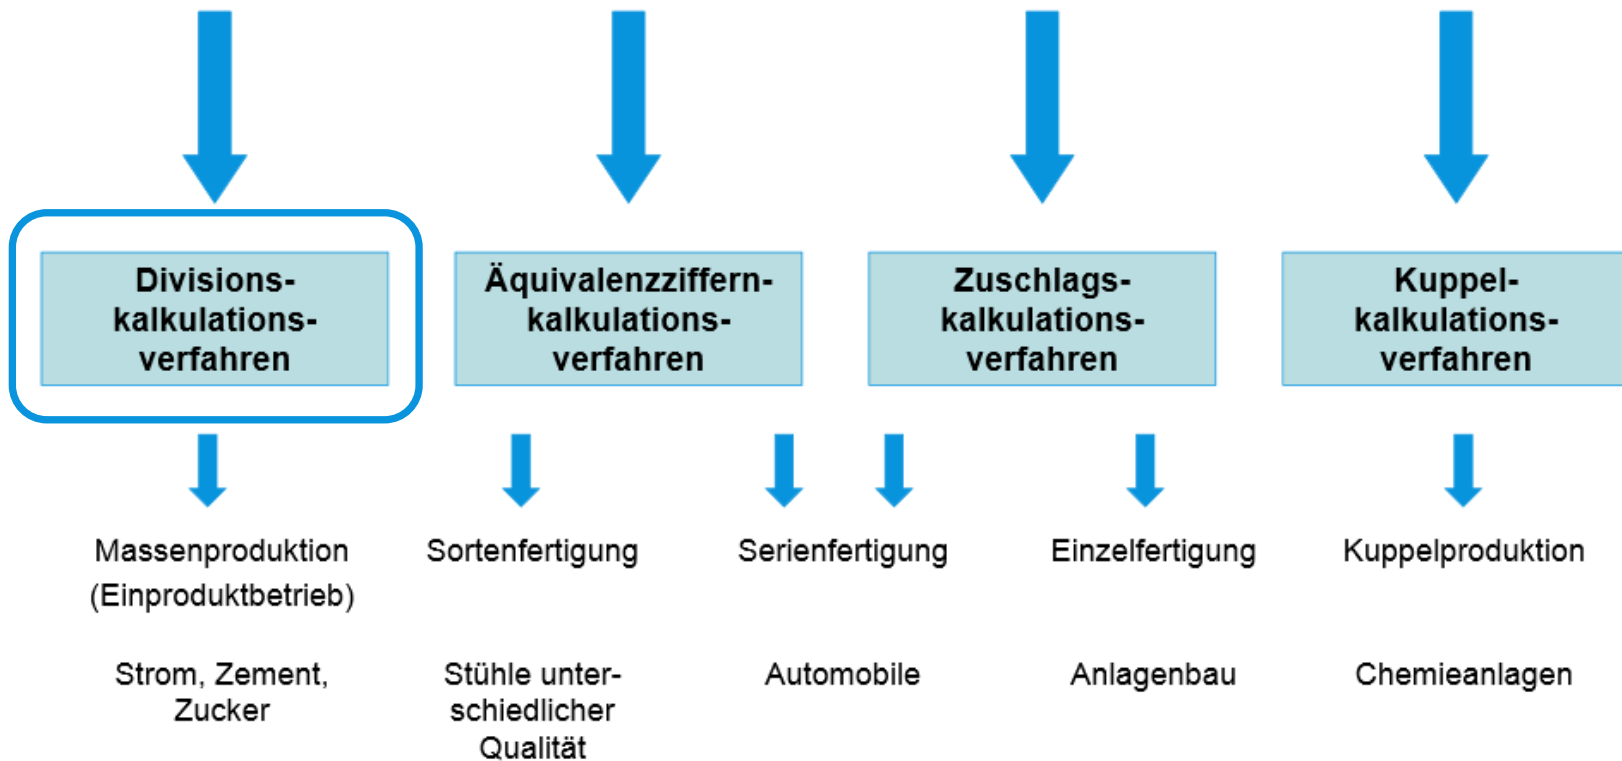 Divisions-
kalkulations-
verfahren
Äquivalenzziffern-
kalkulations-
verfahren
Zuschlags-
kalkulations-
verfahren
Kuppel-
kalkulations-
verfahren
Massenproduktion
(Einproduktbetrieb)
Sortenfertigung
Serienfertigung
Einzelfertigung
Kuppelproduktion
Strom, Zement,
Zucker
Stühle unter-
schiedlicher
Qualität
Automobile
Anlagenbau
Chemieanlagen